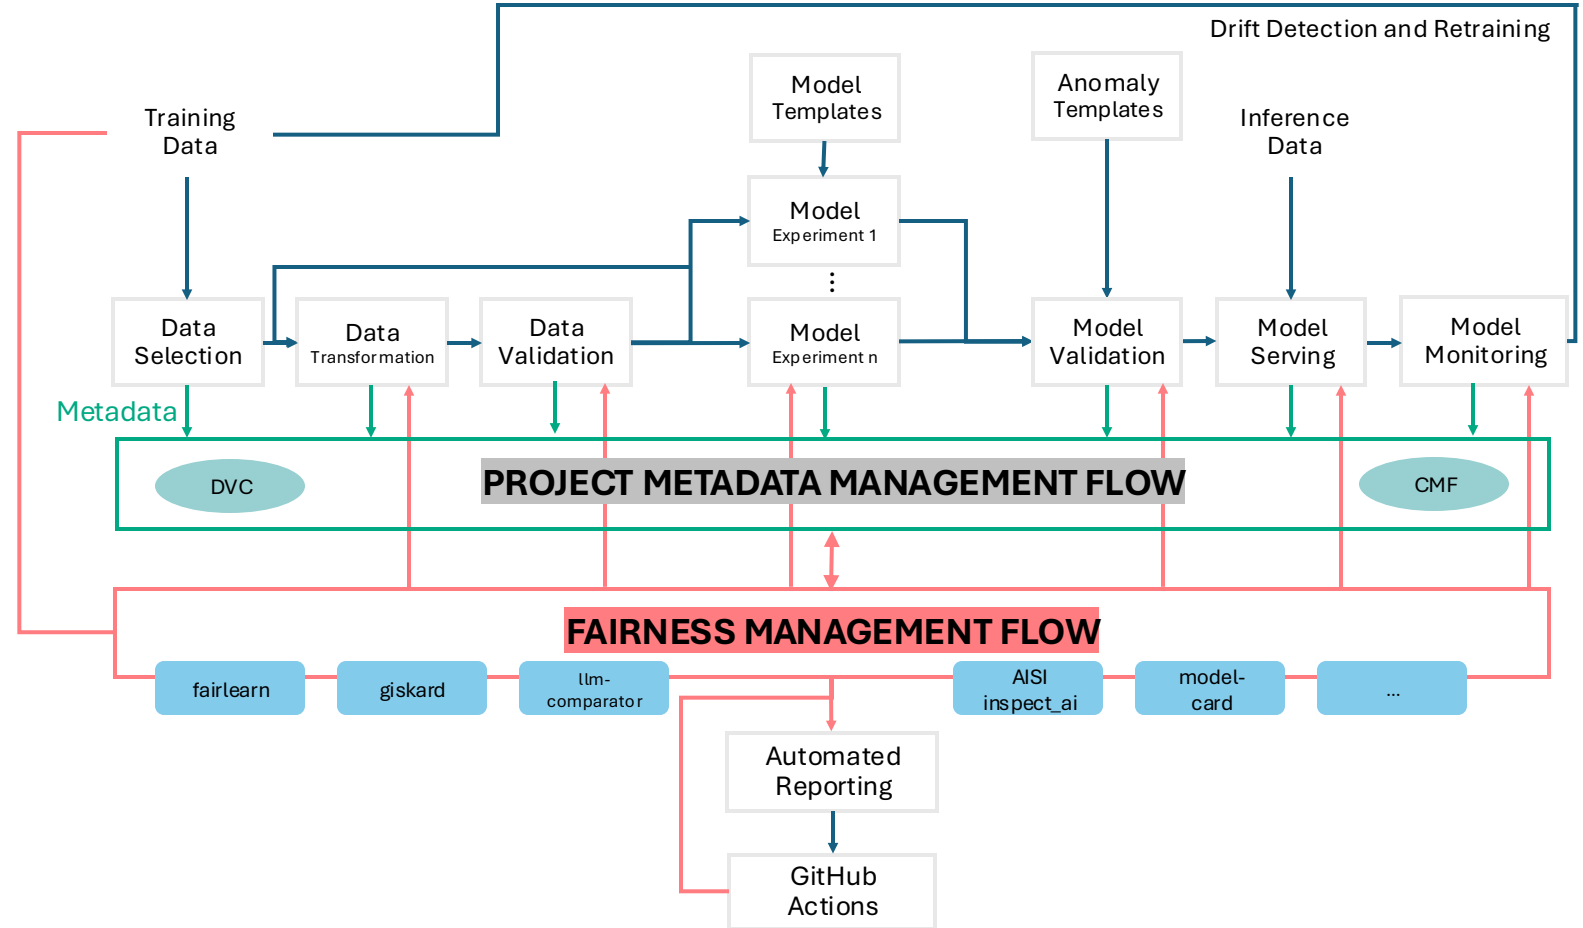 Drift Detection and Retraining
Model
Templates
Anomaly
Templates
Training
Data
Inference
Data
Model
Experiment 1
⋮
Data
Selection
Data
Transformation
Data
Validation
Model
Experiment n
Model
Validation
Model
Serving
Model
Monitoring
Metadata
DVC
PROJECT METADATA MANAGEMENT FLOW
CMF
FAIRNESS MANAGEMENT FLOW
fairlearn
giskard
llm-
comparator
AISI
inspect_ai
model-
card
...
Automated
Reporting
GitHub
Actions